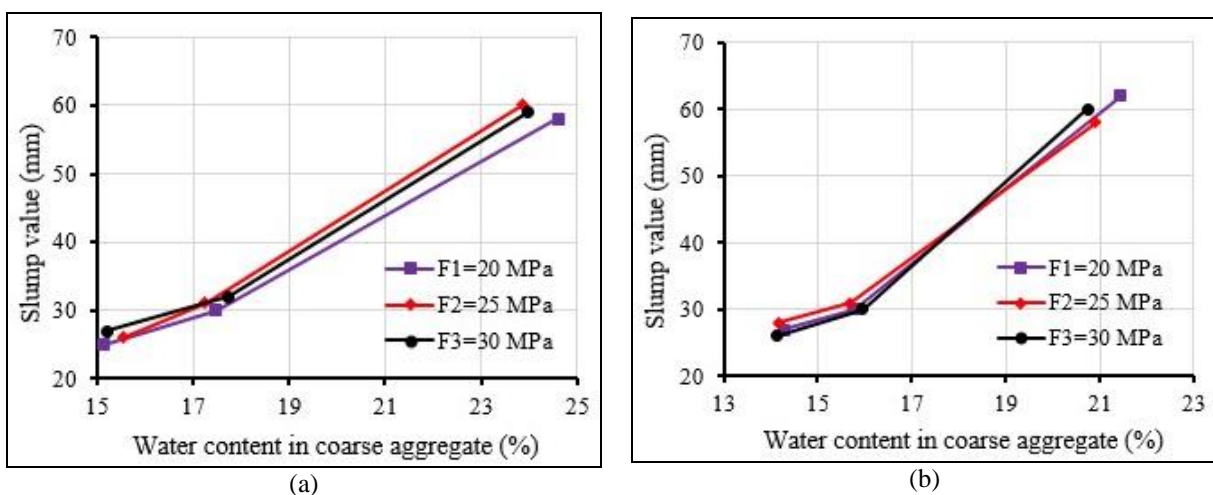 70
60
50
40
30
20
Slump value (mm)
F1=20 MPa
F2=25 MPa
F3=30 MPa
15 17 19 21 23 25
Water content in coarse aggregate (%)
(a)
70
60
50
40
30
20
Slump value (mm)
F1=20 MPa
F2=25 MPa
F3=30 MPa
13 15 17 19 21 23
Water content in coarse aggregate (%)
(b)